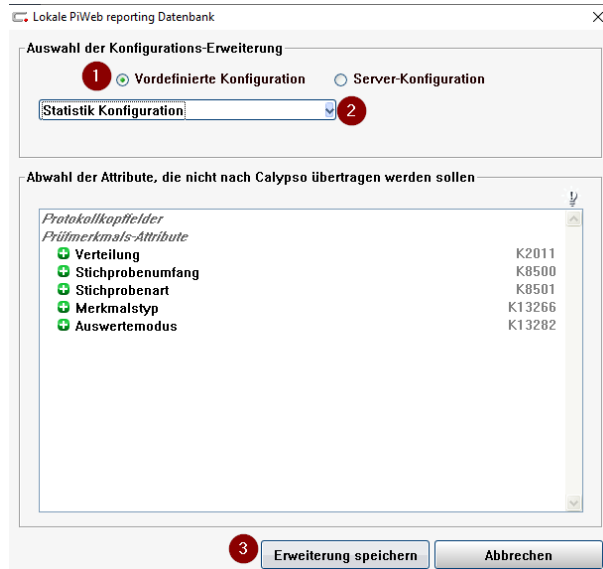 Lokale PiWeb reporting Datenbank
Auswahl der Konfigurations-Erweiterung
1 Vordefinierte Konfiguration Server-Konfiguration
Statistik Konfiguration 2
Abwahl der Attribute, die nicht nach Calypso übertragen werden sollen
Protokollkopffelder
Prüfmerkmals-Attribute
Verteilung K2011
Stichprobenumfang K8500
Stichprobenart K8501
Merkmalstyp K13266
Auswertemodus K13282
3 Erweiterung speichern Abbrechen